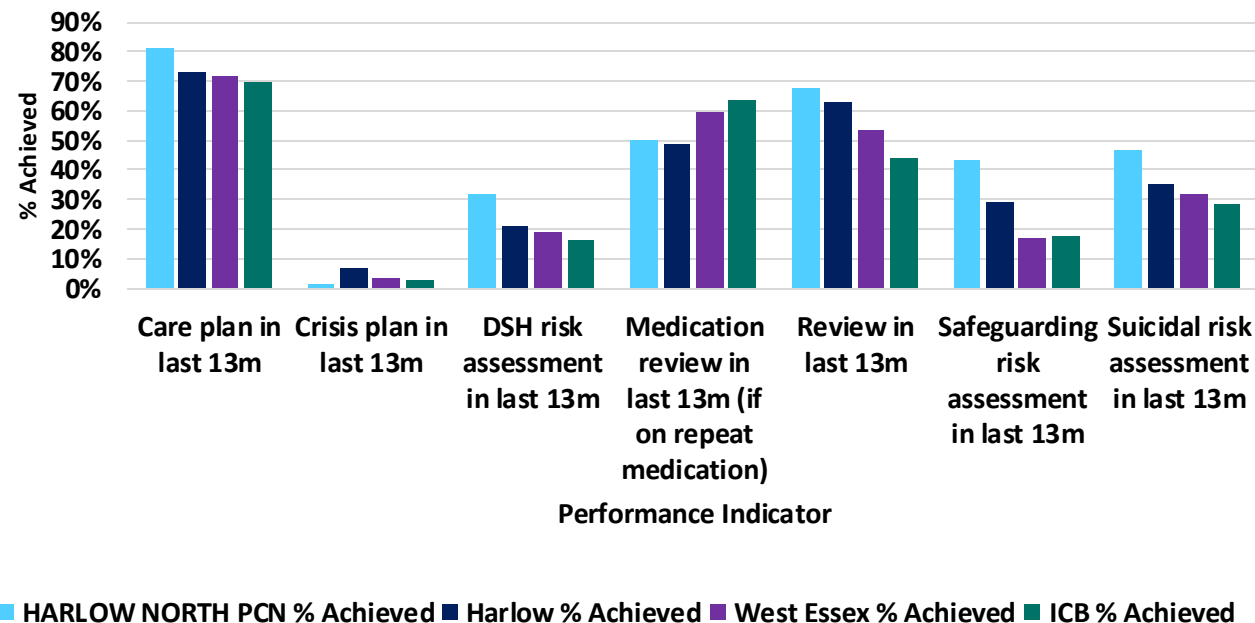 90%
80%
70%
60%
50%
40%
30%
20%
10%
0%
% Achieved
Care plan in
last 13m
Crisis plan in
last 13m
DSH risk
assessment
in last 13m
Medication
review in
last 13m (if
on repeat
medication)
Review in
last 13m
Safeguarding
risk
assessment
in last 13m
Suicidal risk
assessment
in last 13m
Performance Indicator
HARLOW NORTH PCN % Achieved Harlow % Achieved West Essex % Achieved ICB % Achieved